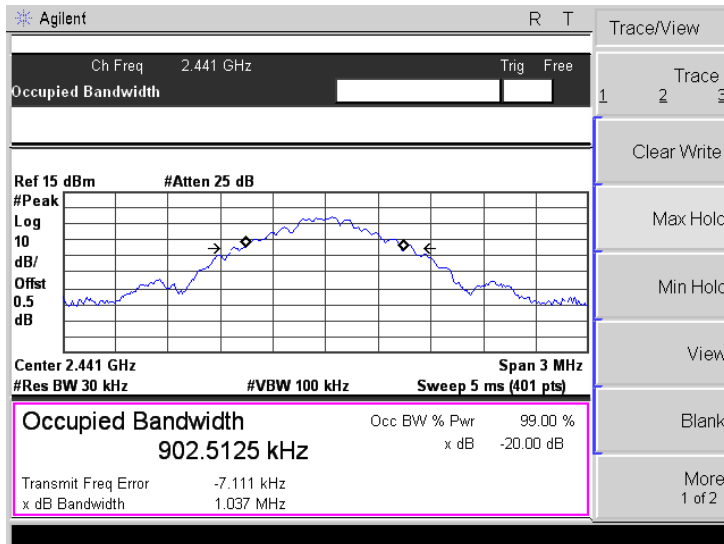 Agilent R T
Trace/View
Ch Freq 2.441 GHz Trig Free
Occupied Bandwidth
Trace
1 2 3
Clear Write
Ref 15 dBm #Atten 25 dB
#Peak
Log
10
dB/
Offst
0.5
dB
Max Hold
Min Hold
Center 2.441 GHz Span 3 MHz
#Res BW 30 kHz #VBW 100 kHz Sweep 5 ms (401 pts)
View
Occupied Bandwidth
902.5125 kHz
Occ BW % Pwr 99.00 %
x dB -20.00 dB
Transmit Freq Error -7.111 kHz
x dB Bandwidth 1.037 MHz
Blank
More
1 of 2